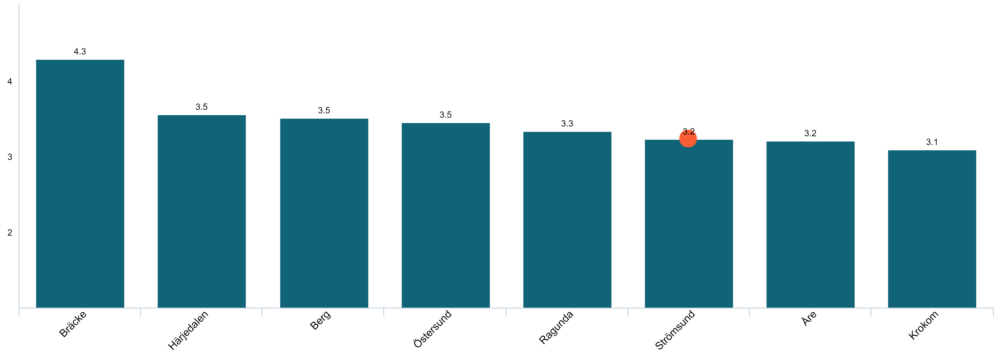 4.3
3.5
3.5
3.5
3.3
3.2
3.2
3.1
4
3
2
Bräcke
Härjedalen
Berg
Östersund
Ragunda
Strömsund
Åre
Krokom